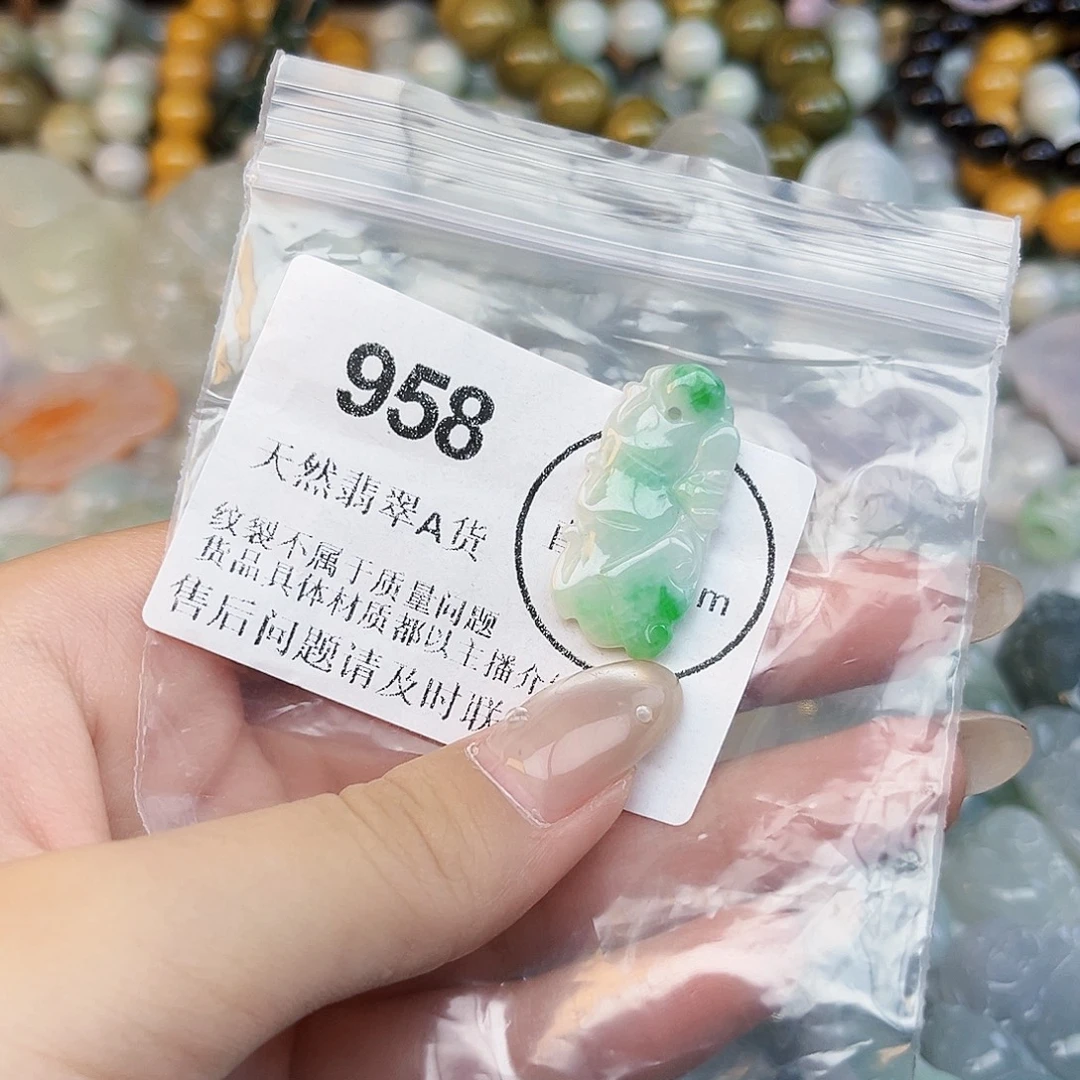 958
天然翡翠A货
纹裂不属于质量问题
货品具体材质都以主播介
售后问题请及时联
m